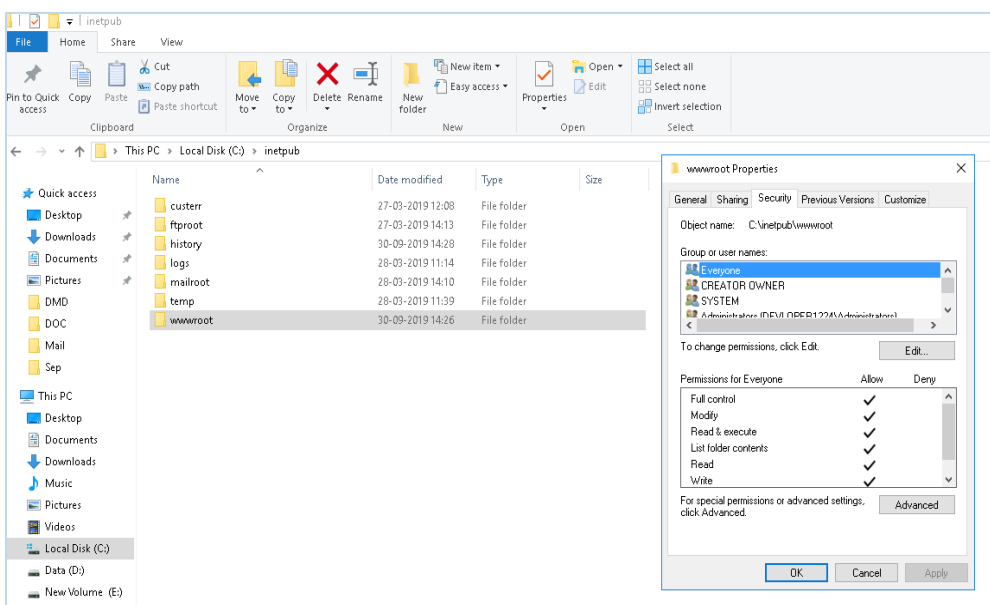 inetpub
File Home Share View
Pin to Quick access
Copy
Paste
Cut
Copy path
Paste shortcut
Clipboard
Move to
Copy to
Delete
Rename
Organize
New folder
New item
Easy access
New
Properties
Open
Edit
Open
Select all
Select none
Invert selection
Select
This PC > Local Disk (C:) > inetpub
Quick access
Desktop
Downloads
Documents
Pictures
DMD
DOC
Mail
Sep
This PC
Desktop
Documents
Downloads
Music
Pictures
Videos
Local Disk (C:)
Data (D:)
New Volume (E:)
Name Date modified Type Size
custerr 27-03-2019 12:08 File folder
ftproot 27-03-2019 14:13 File folder
history 30-09-2019 14:28 File folder
logs 28-03-2019 11:14 File folder
mailroot 28-03-2019 14:10 File folder
temp 28-03-2019 11:39 File folder
wwwroot 30-09-2019 14:26 File folder
wwwroot Properties
General Sharing Security Previous Versions Customize
Object name: C:\inetpub\wwwroot
Group or user names:
Everyone
CREATOR OWNER
SYSTEM
Administrators (DEVLOPER1224\Administrators)
To change permissions, click Edit.
Edit...
Permissions for Everyone Allow Deny
Full control
Modify
Read & execute
List folder contents
Read
Write
For special permissions or advanced settings,
click Advanced.
Advanced
OK Cancel Apply